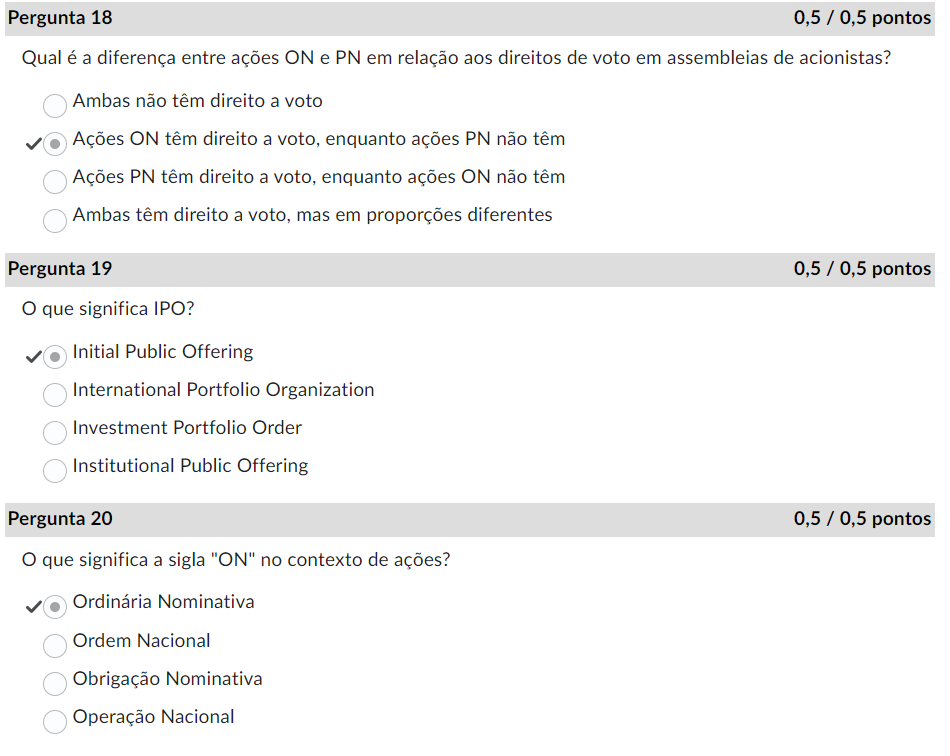 Pergunta 18 0,5 / 0,5 pontos
Qual é a diferença entre ações ON e PN em relação aos direitos de voto em assembleias de acionistas?
Ambas não têm direito a voto
Ações ON têm direito a voto, enquanto ações PN não têm
Ações PN têm direito a voto, enquanto ações ON não têm
Ambas têm direito a voto, mas em proporções diferentes
Pergunta 19 0,5 / 0,5 pontos
O que significa IPO?
Initial Public Offering
International Portfolio Organization
Investment Portfolio Order
Institutional Public Offering
Pergunta 20 0,5 / 0,5 pontos
O que significa a sigla "ON" no contexto de ações?
Ordinária Nominativa
Ordem Nacional
Obrigação Nominativa
Operação Nacional